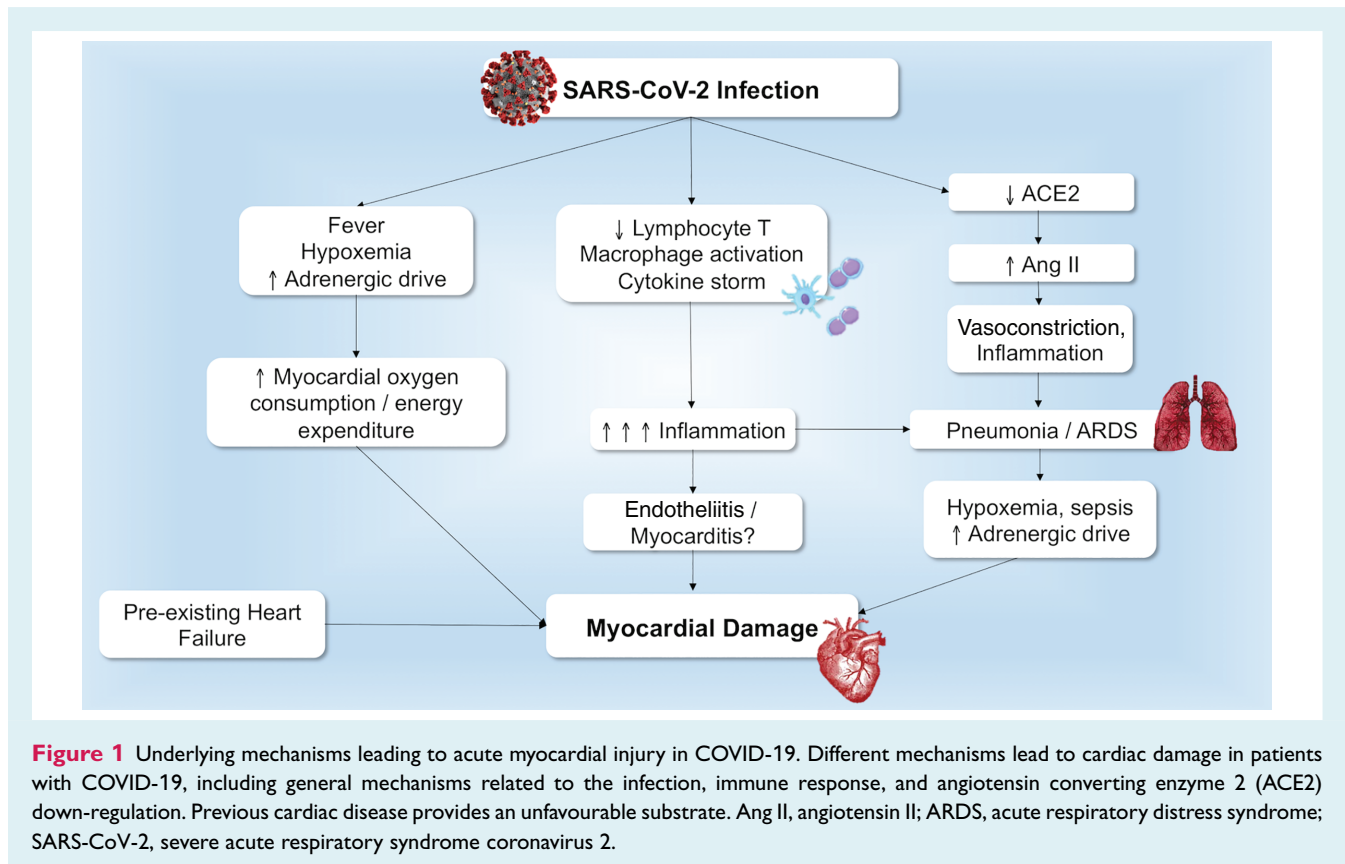 SARS-CoV-2 Infection
Fever
Hypoxemia
↑ Adrenergic drive
↑ Myocardial oxygen
consumption / energy
expenditure
↓ Lymphocyte T
Macrophage activation
Cytokine storm
↑ ↑ ↑ Inflammation
Endotheliitis /
Myocarditis?
↓ ACE2
↑ Ang II
Vasoconstriction,
Inflammation
Pneumonia / ARDS
Hypoxemia, sepsis
↑ Adrenergic drive
Pre-existing Heart
Failure
Myocardial Damage
Figure 1 Underlying mechanisms leading to acute myocardial injury in COVID-19. Different mechanisms lead to cardiac damage in patients
with COVID-19, including general mechanisms related to the infection, immune response, and angiotensin converting enzyme 2 (ACE2)
down-regulation. Previous cardiac disease provides an unfavourable substrate. Ang II, angiotensin II; ARDS, acute respiratory distress syndrome;
SARS-CoV-2, severe acute respiratory syndrome coronavirus 2.